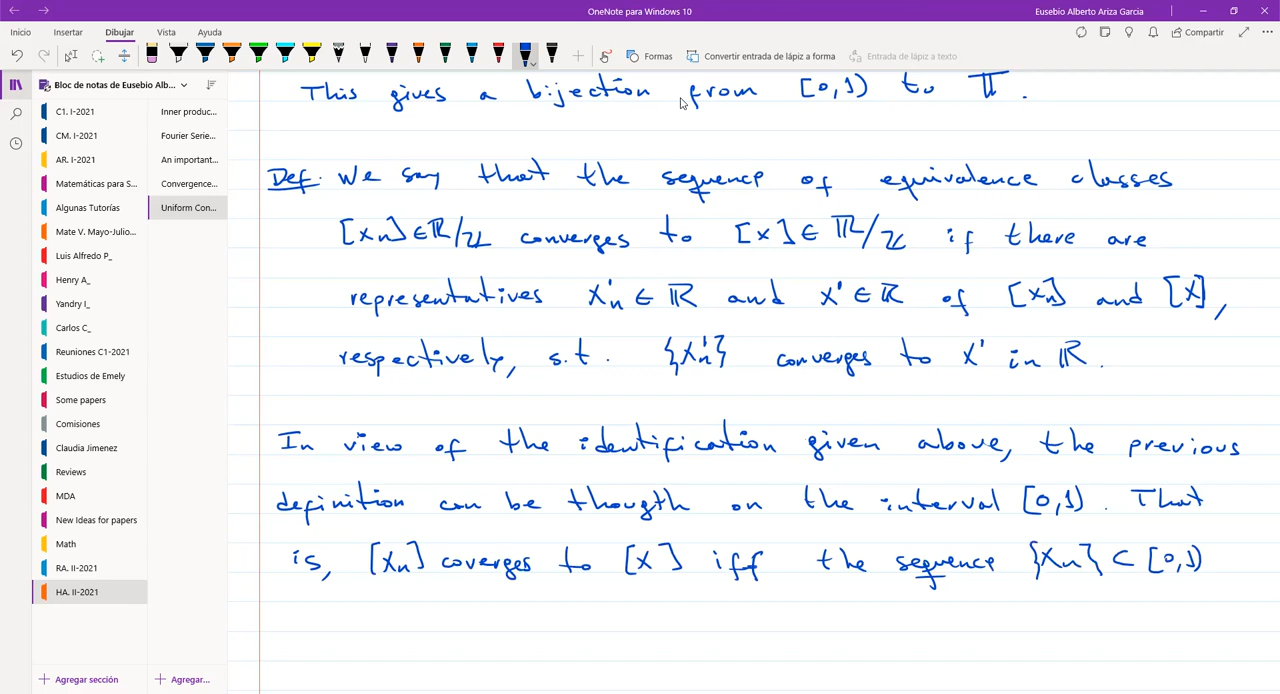 OneNote para Windows 10
Eusebio Alberto Ariza Garcia
Inicio Insertar Dibujar Vista Ayuda
Compartir
Formas Convertir entrada de lápiz a forma Entrada de lápiz a texto
Bloc de notas de Eusebio Alb...
C1. I-2021
CM. I-2021
AR. I-2021
Matemáticas para S...
Algunas Tutorías
Mate V. Mayo-Julio...
Luis Alfredo P_
Henry A_
Yandry I_
Carlos C_
Reuniones C1-2021
Estudios de Emely
Some papers
Comisiones
Claudia Jimenez
Reviews
MDA
New Ideas for papers
Math
RA. II-2021
HA. II-2021
Agregar sección
Inner produc...
Fourier Serie...
An important...
Convergence...
Uniform Con...
Agregar...
This gives a bijection from [0,1) to 𝕋.
Def. We say that the sequence of equivalence classes
[xn] ∈ ℝ/ℤ converges to [x] ∈ ℝ/ℤ if there are
representatives x'n ∈ ℝ and x' ∈ ℝ of [xn] and [x],
respectively, s.t. {x'n} converges to x' in ℝ.
In view of the identification given above, the previous
definition can be thougth on the interval [0,1). That
is, [xn] coverges to [x] iff the sequence {xn} ⊂ [0,1)